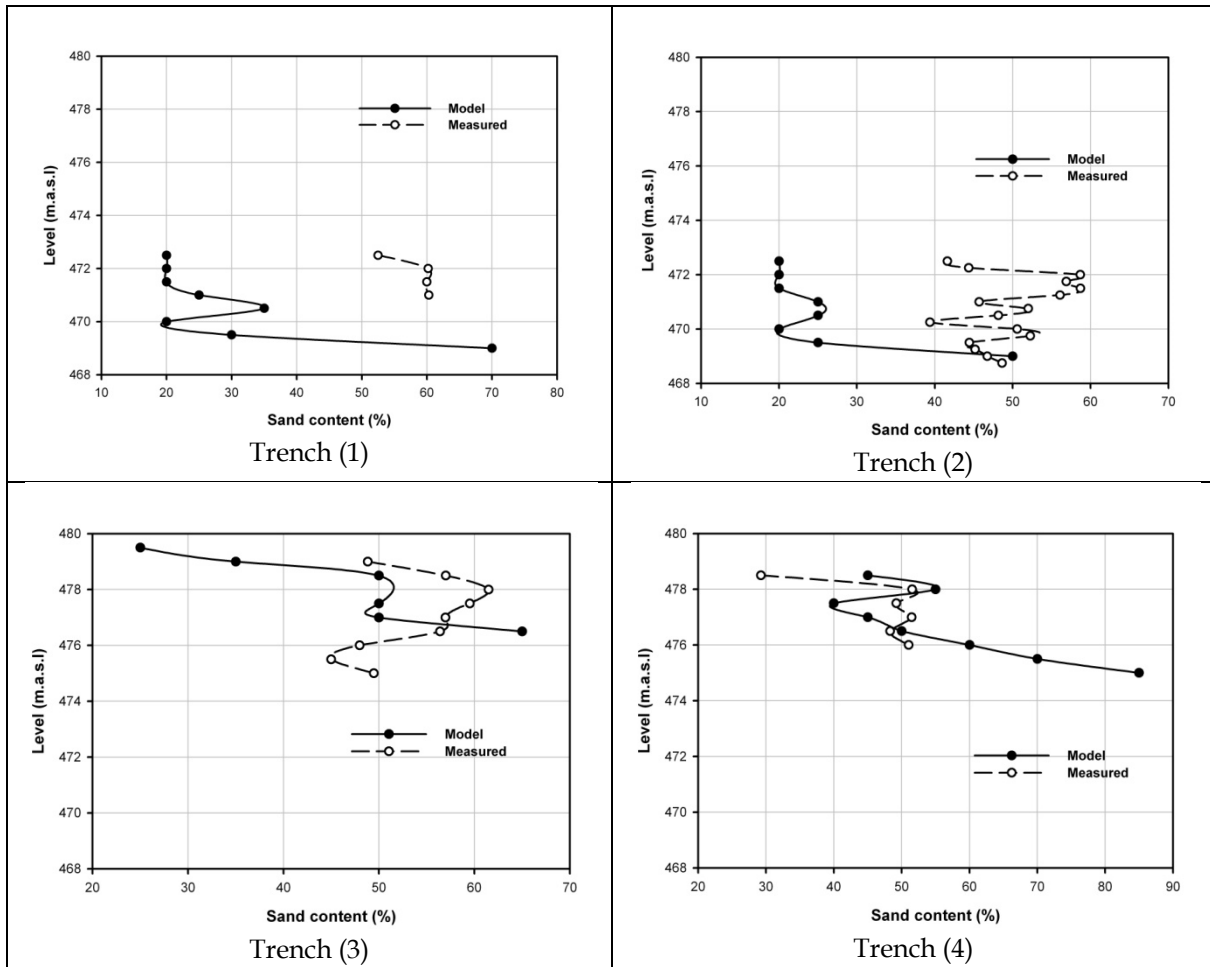 480
478
476
474
472
470
468
Level (m.a.s.l)
Model
Measured
10 20 30 40 50 60 70 80
Sand content (%)
Trench (1)
480
478
476
474
472
470
468
Level (m.a.s.l)
Model
Measured
10 20 30 40 50 60 70
Sand content (%)
Trench (2)
480
478
476
474
472
470
468
Level (m.a.s.l)
Model
Measured
20 30 40 50 60 70
Sand content (%)
Trench (3)
480
478
476
474
472
470
468
Level (m.a.s.l)
Model
Measured
20 30 40 50 60 70 80 90
Sand content (%)
Trench (4)